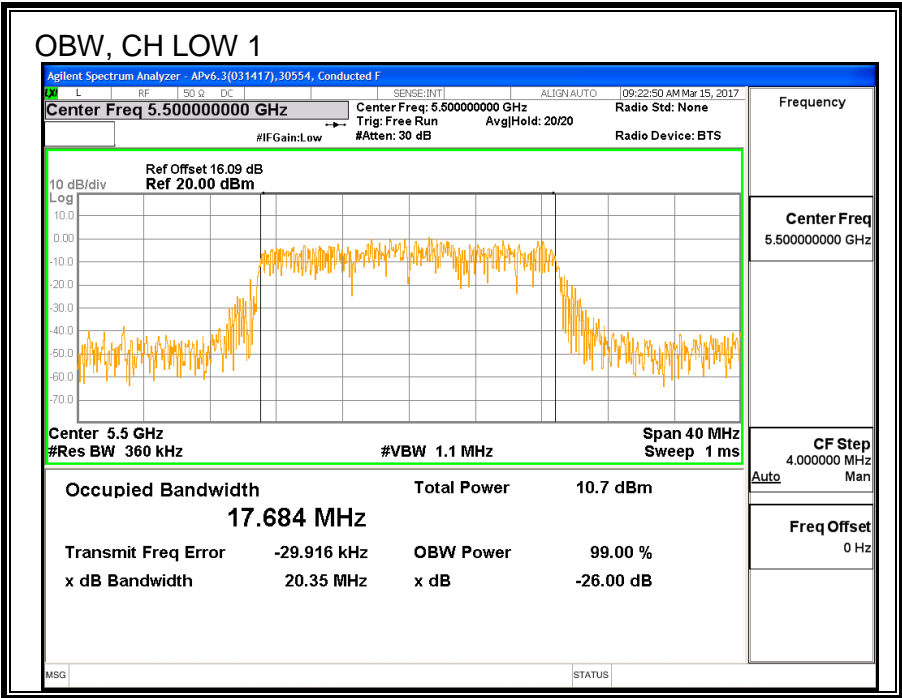 OBW, CH LOW 1
Agilent Spectrum Analyzer - APv6.3(031417),30554, Conducted F
LXI L RF 50 Ω DC SENSE:INT ALIGN AUTO 09:22:50 AM Mar 15, 2017
Center Freq 5.500000000 GHz
Center Freq: 5.500000000 GHz
Radio Std: None
Trig: Free Run Avg|Hold: 20/20
#IFGain:Low
#Atten: 30 dB
Radio Device: BTS
Ref Offset 16.09 dB
10 dB/div Ref 20.00 dBm
Log
10.0
0.00
-10.0
-20.0
-30.0
-40.0
-50.0
-60.0
-70.0
Center 5.5 GHz Span 40 MHz
#Res BW 360 kHz #VBW 1.1 MHz Sweep 1 ms
Occupied Bandwidth Total Power 10.7 dBm
17.684 MHz
Transmit Freq Error -29.916 kHz OBW Power 99.00 %
x dB Bandwidth 20.35 MHz x dB -26.00 dB
Frequency
Center Freq
5.500000000 GHz
CF Step
4.000000 MHz
Auto Man
Freq Offset
0 Hz
MSG STATUS